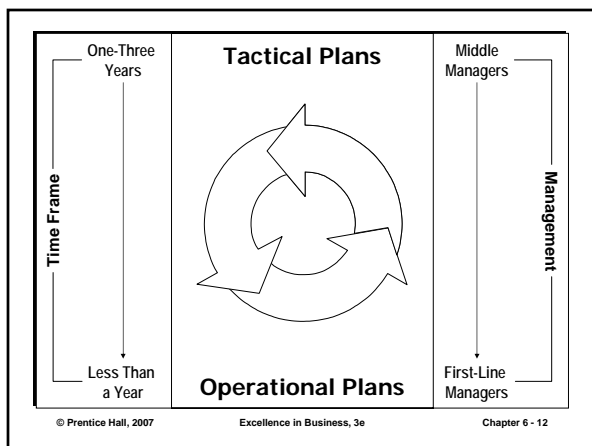 One-Three
Years
Tactical Plans
Middle
Managers
Time Frame
Management
Less Than
a Year
Operational Plans
First-Line
Managers
© Prentice Hall, 2007
Excellence in Business, 3e
Chapter 6 - 12